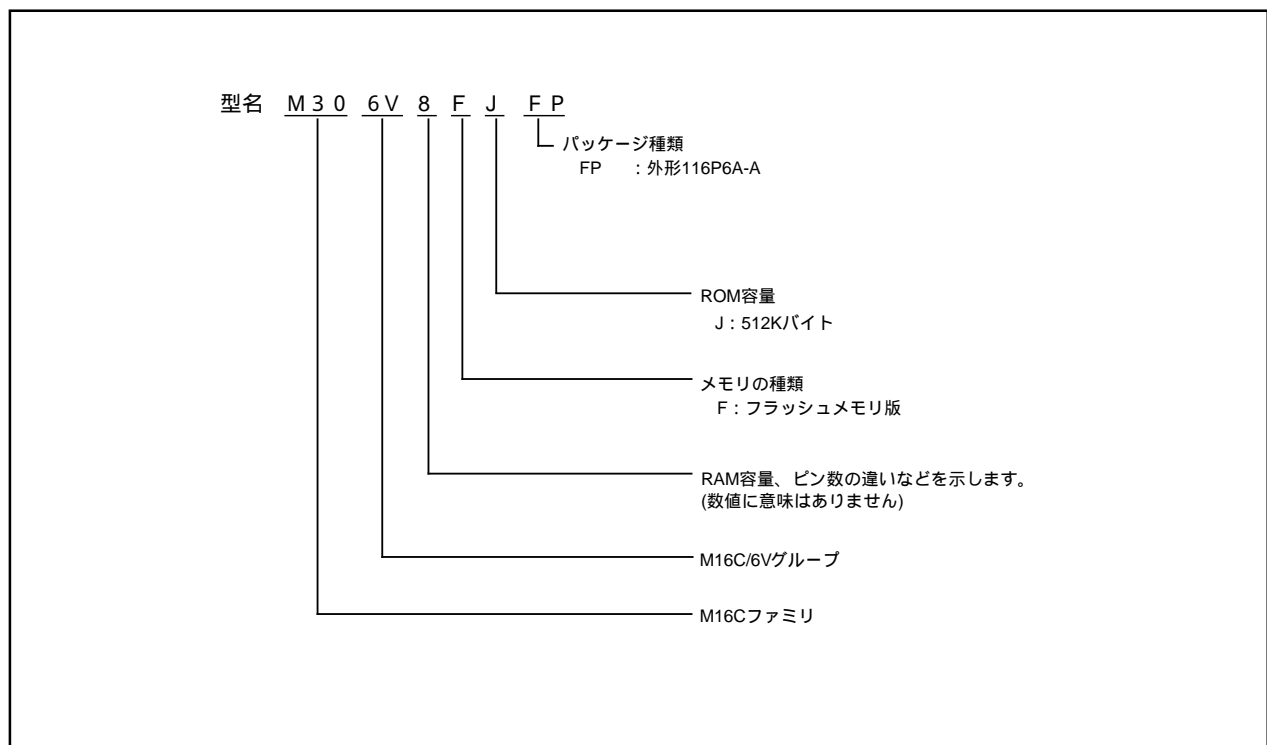 型名 M30 6V 8 F J FP
パッケージ種類
FP : 外形116P6A-A
ROM容量
J : 512Kバイト
メモリの種類
F : フラッシュメモリ版
RAM容量、ピン数の違いなどを示します。
(数値に意味はありません)
M16C/6Vグループ
M16Cファミリ